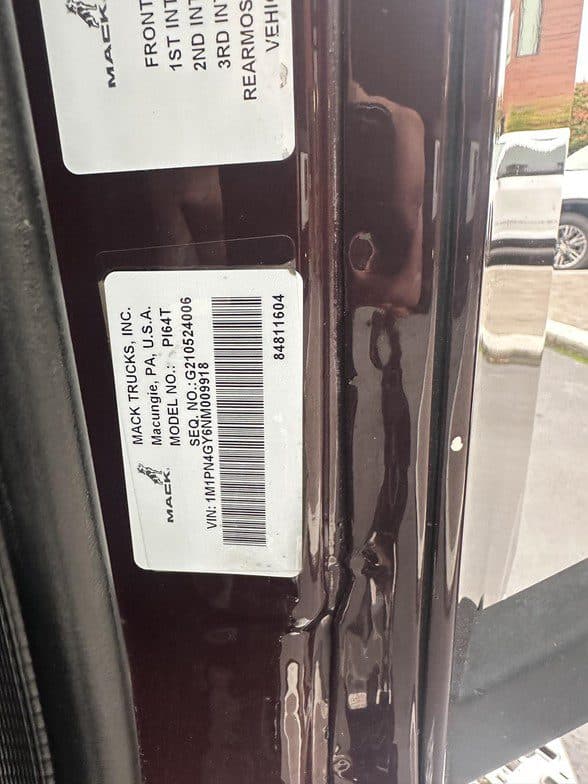 MACK
FRONT
1ST INT
2ND INT
3RD INT
REARMOS
VEHI
MACK TRUCKS, INC.
Macungie, PA, U.S.A.
MODEL NO.: PI64T
SEQ. NO.:G210524006
MACK.
VIN: 1M1PN4GY6NM009918
84811604